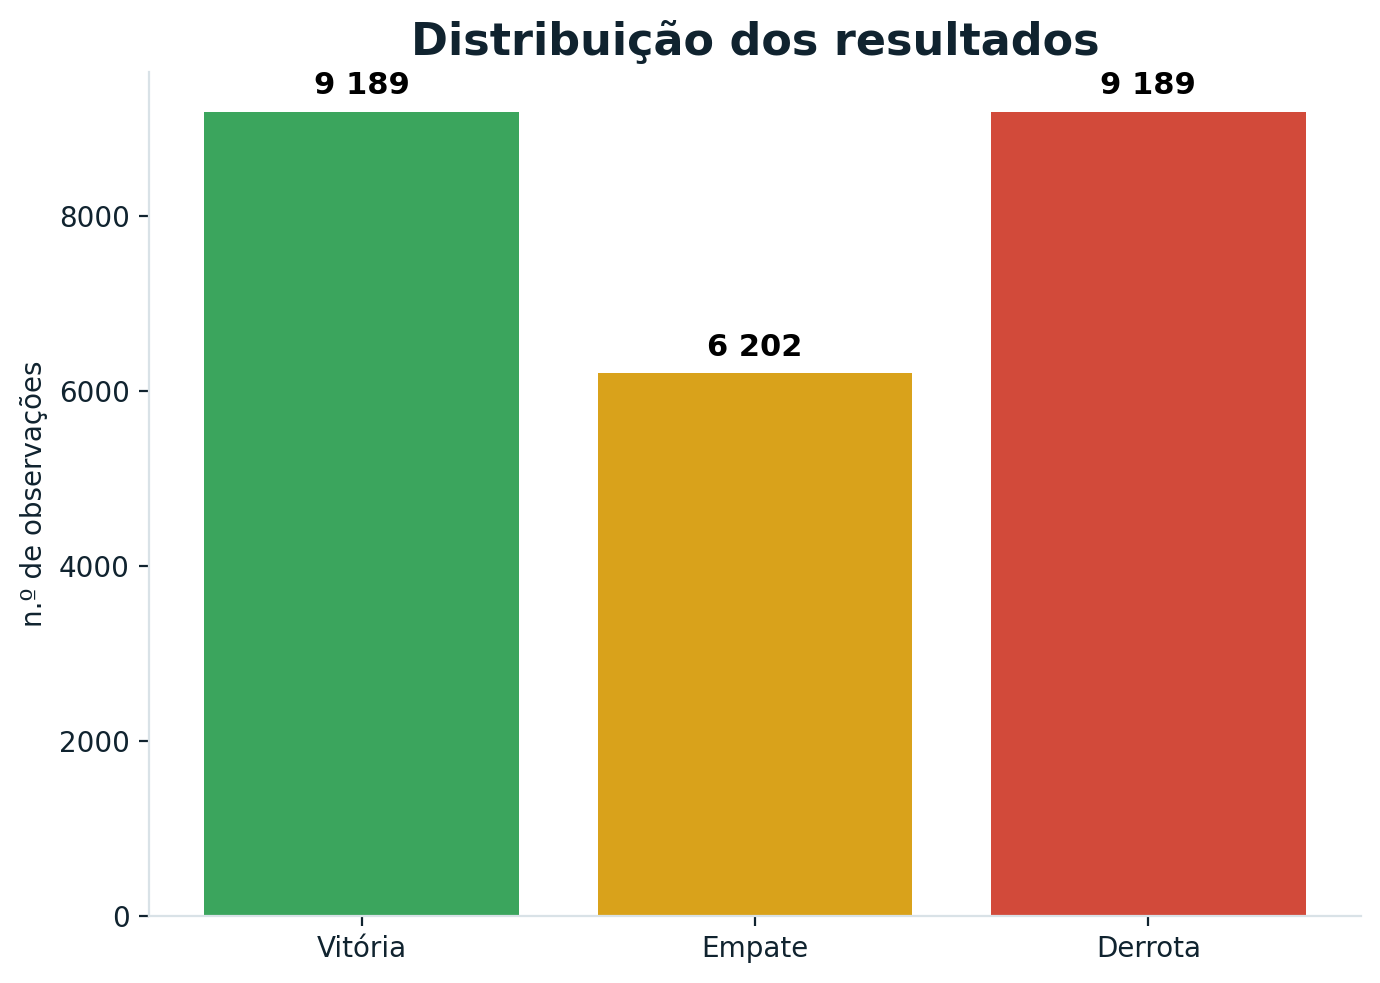 Distribuição dos resultados
9 189
6 202
9 189
8000
6000
4000
2000
0
n.º de observações
Vitória
Empate
Derrota